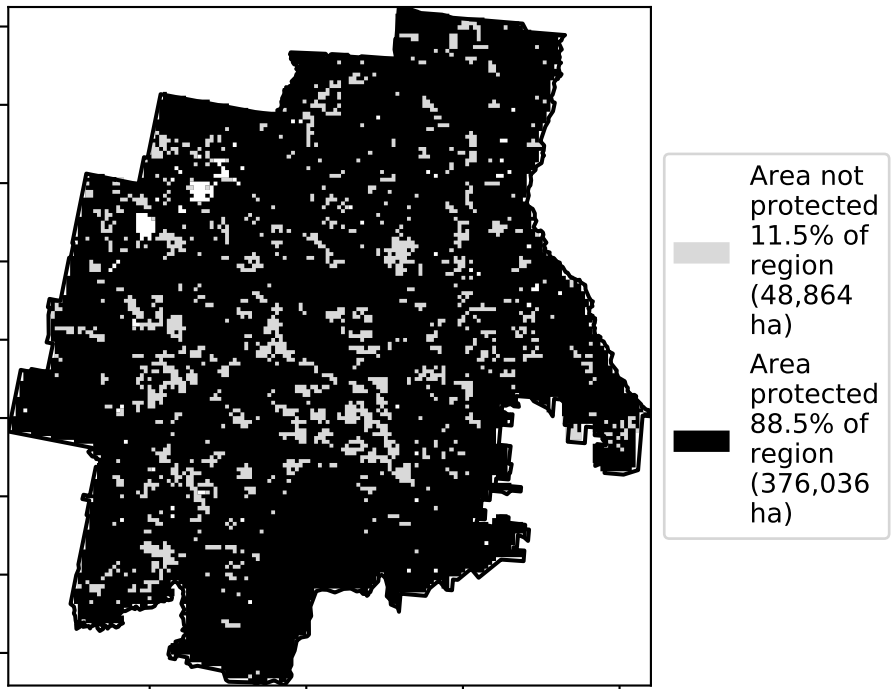 Area not
protected
11.5% of
region
(48,864
ha)
Area
protected
88.5% of
region
(376,036
ha)